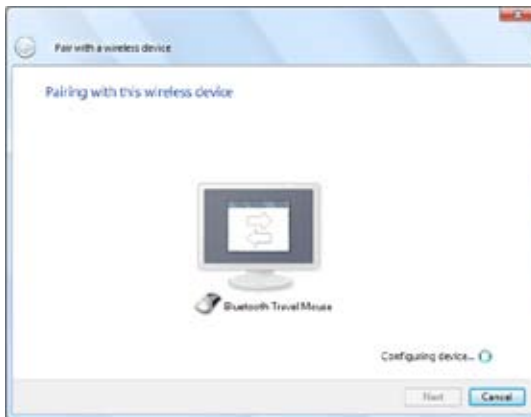 Pair with a wireless device
Pairing with this wireless device
Bluetooth Travel Mouse
Configuring device...
Next
Cancel